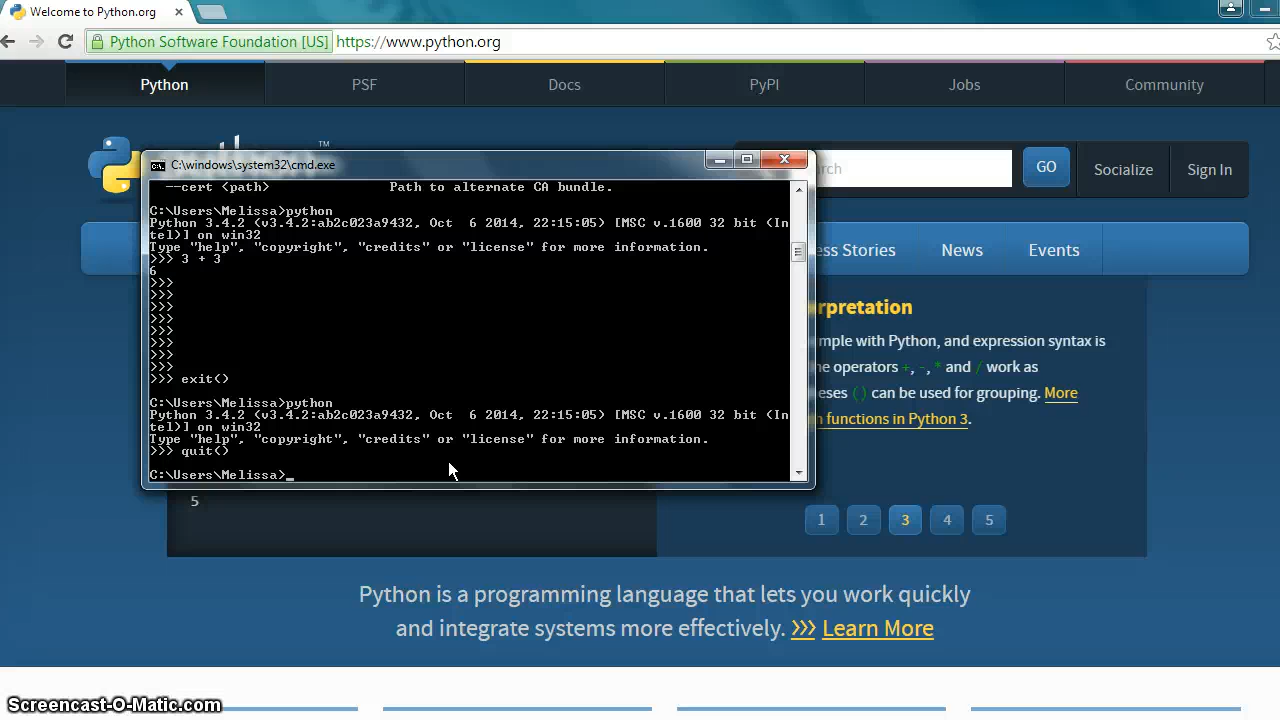 Welcome to Python.org
Python Software Foundation [US] https://www.python.org
Python PSF Docs PyPI Jobs Community
TM
GO Socialize Sign In
C:\windows\system32\cmd.exe
--cert <path> Path to alternate CA bundle.
C:\Users\Melissa>python
Python 3.4.2 (v3.4.2:ab2c023a9432, Oct  6 2014, 22:15:05) [MSC v.1600 32 bit (In
tel)] on win32
Type "help", "copyright", "credits" or "license" for more information.
>>> 3 + 3
6
>>>
>>>
>>>
>>>
>>>
>>>
>>>
>>>
>>> exit()
C:\Users\Melissa>python
Python 3.4.2 (v3.4.2:ab2c023a9432, Oct  6 2014, 22:15:05) [MSC v.1600 32 bit (In
tel)] on win32
Type "help", "copyright", "credits" or "license" for more information.
>>> quit()
C:\Users\Melissa>_
ess Stories News Events
rpretation
mple with Python, and expression syntax is
ne operators +, -, * and / work as
eses () can be used for grouping. More
n functions in Python 3.
5
1 2 3 4 5
Python is a programming language that lets you work quickly
and integrate systems more effectively. >>> Learn More
Screencast-O-Matic.com